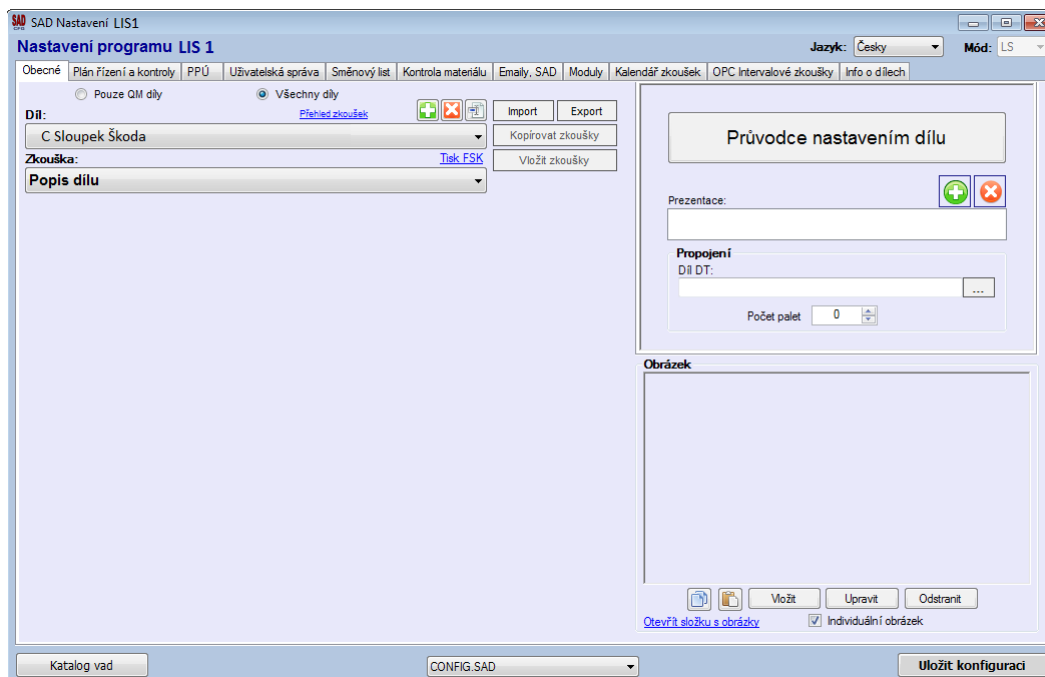 SAD CFG SAD Nastavení LIS1
Nastavení programu LIS 1
Jazyk: Česky Mód: LS
Obecné Plán řízení a kontroly PPÚ Uživatelská správa Směnový list Kontrola materiálu Emaily, SAD Moduly Kalendář zkoušek OPC Intervalové zkoušky Info o dílech
Pouze QM díly Všechny díly
Díl: Přehled zkoušek Import Export
C Sloupek Škoda Kopírovat zkoušky
Zkouška: Tisk FSK Vložit zkoušky
Popis dílu
Průvodce nastavením dílu
Prezentace:
Propojení
Díl DT:
...
Počet palet 0
Obrázek
Vložit Upravit Odstranit
Otevřít složku s obrázky Individuální obrázek
Katalog vad CONFIG.SAD Uložit konfiguraci